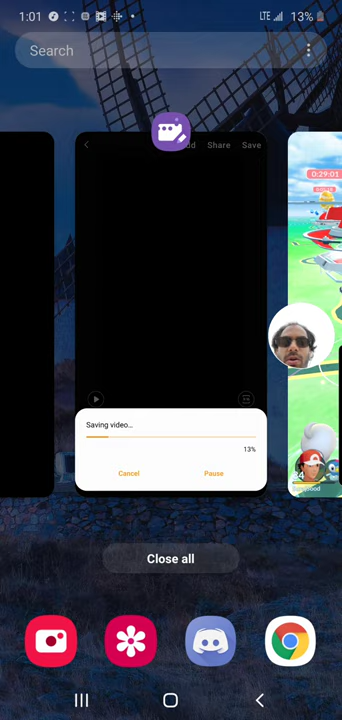 1:01
LTE 13%
Search
Share Save
0:29:01
Saving video...
13%
Cancel Pause
Close all